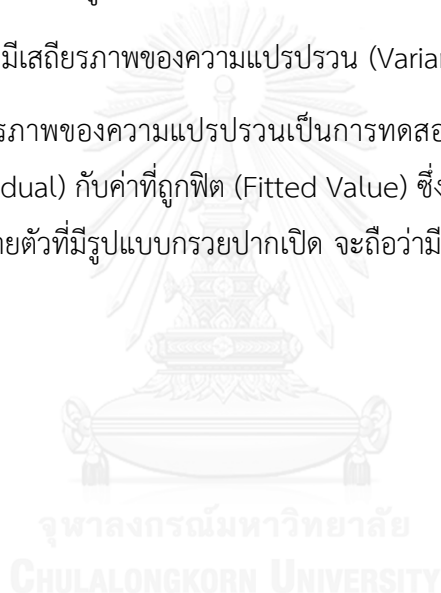 มีเสถียรภาพของความแปรปรวน (Varian
รภาพของความแปรปรวนเป็นการทดสอ
dual) กับค่าที่ถูกฟิต (Fitted Value) ซึ่ง
ายตัวที่มีรูปแบบกรวยปากเปิด จะถือว่ามี
จุฬาลงกรณ์มหาวิทยาลัย
CHULALONGKORN UNIVERSITY